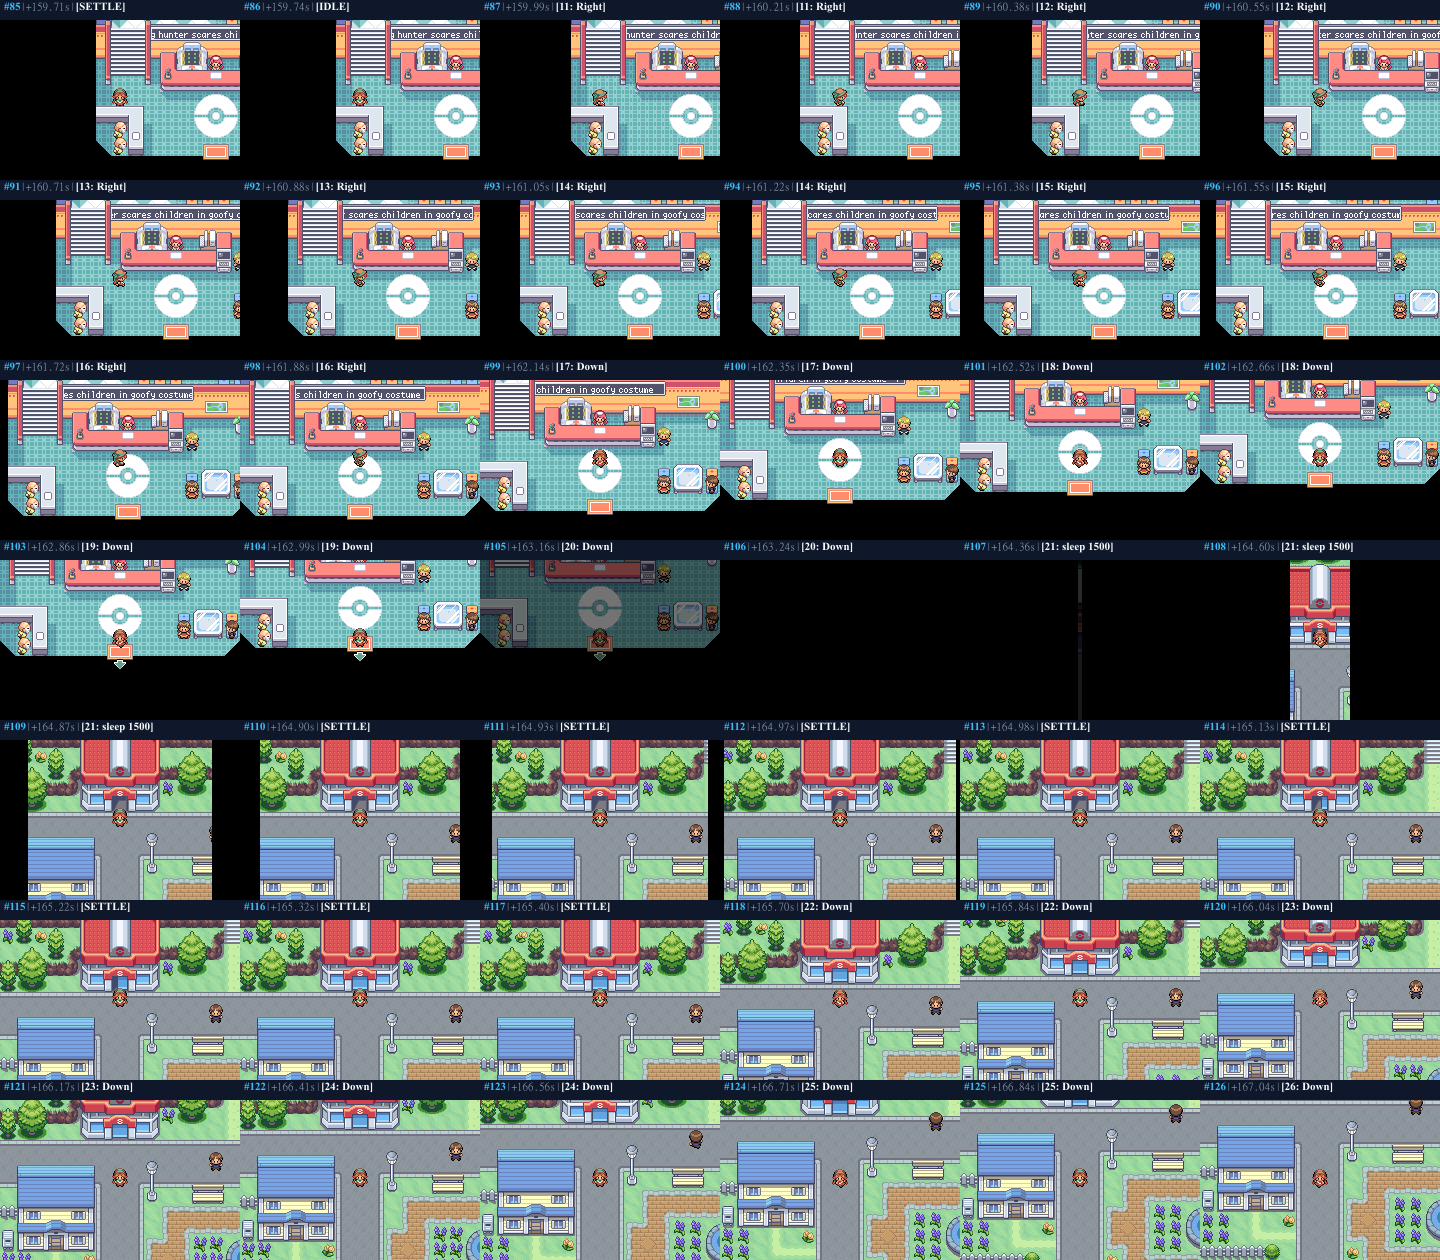 #85|+159.71s|[SETTLE] #86|+159.74s|[IDLE] #87|+159.99s|[11: Right] #88|+160.21s|[11: Right] #89|+160.38s|[12: Right] #90|+160.55s|[12: Right]
g hunter scares chi hunter scares chil hunter scares childr nter scares children i ter scares children in g er scares children in goof
#91|+160.71s|[13: Right] #92|+160.88s|[13: Right] #93|+161.05s|[14: Right] #94|+161.22s|[14: Right] #95|+161.38s|[15: Right] #96|+161.55s|[15: Right]
er scares children in goofy c scares children in goofy co scares children in goofy cos cares children in goofy cost ares children in goofy costu res children in goofy costum
#97|+161.72s|[16: Right] #98|+161.88s|[16: Right] #99|+162.14s|[17: Down] #100|+162.35s|[17: Down] #101|+162.52s|[18: Down] #102|+162.66s|[18: Down]
es children in goofy costume s children in goofy costume children in goofy costume children in goofy costume
#103|+162.86s|[19: Down] #104|+162.99s|[19: Down] #105|+163.16s|[20: Down] #106|+163.24s|[20: Down] #107|+164.36s|[21: sleep 1500] #108|+164.60s|[21: sleep 1500]
#109|+164.87s|[21: sleep 1500] #110|+164.90s|[SETTLE] #111|+164.93s|[SETTLE] #112|+164.97s|[SETTLE] #113|+164.98s|[SETTLE] #114|+165.13s|[SETTLE]
#115|+165.22s|[SETTLE] #116|+165.32s|[SETTLE] #117|+165.40s|[SETTLE] #118|+165.70s|[22: Down] #119|+165.84s|[22: Down] #120|+166.04s|[23: Down]
#121|+166.17s|[23: Down] #122|+166.41s|[24: Down] #123|+166.56s|[24: Down] #124|+166.71s|[25: Down] #125|+166.84s|[25: Down] #126|+167.04s|[26: Down]